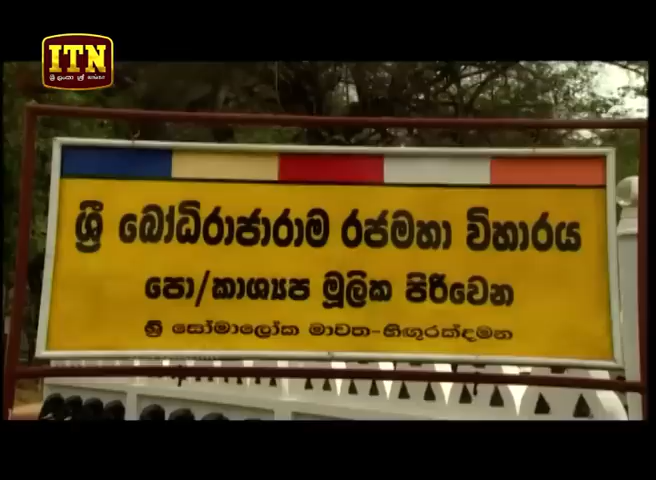 ITN
ශ්‍රී බෝධිරාජාරාම රජමහා විහාරය
පො/කාශ්‍යප මූලික පිරිවෙන
ශ්‍රී සෝමාලෝක මාවත-හිඟුරක්දමන